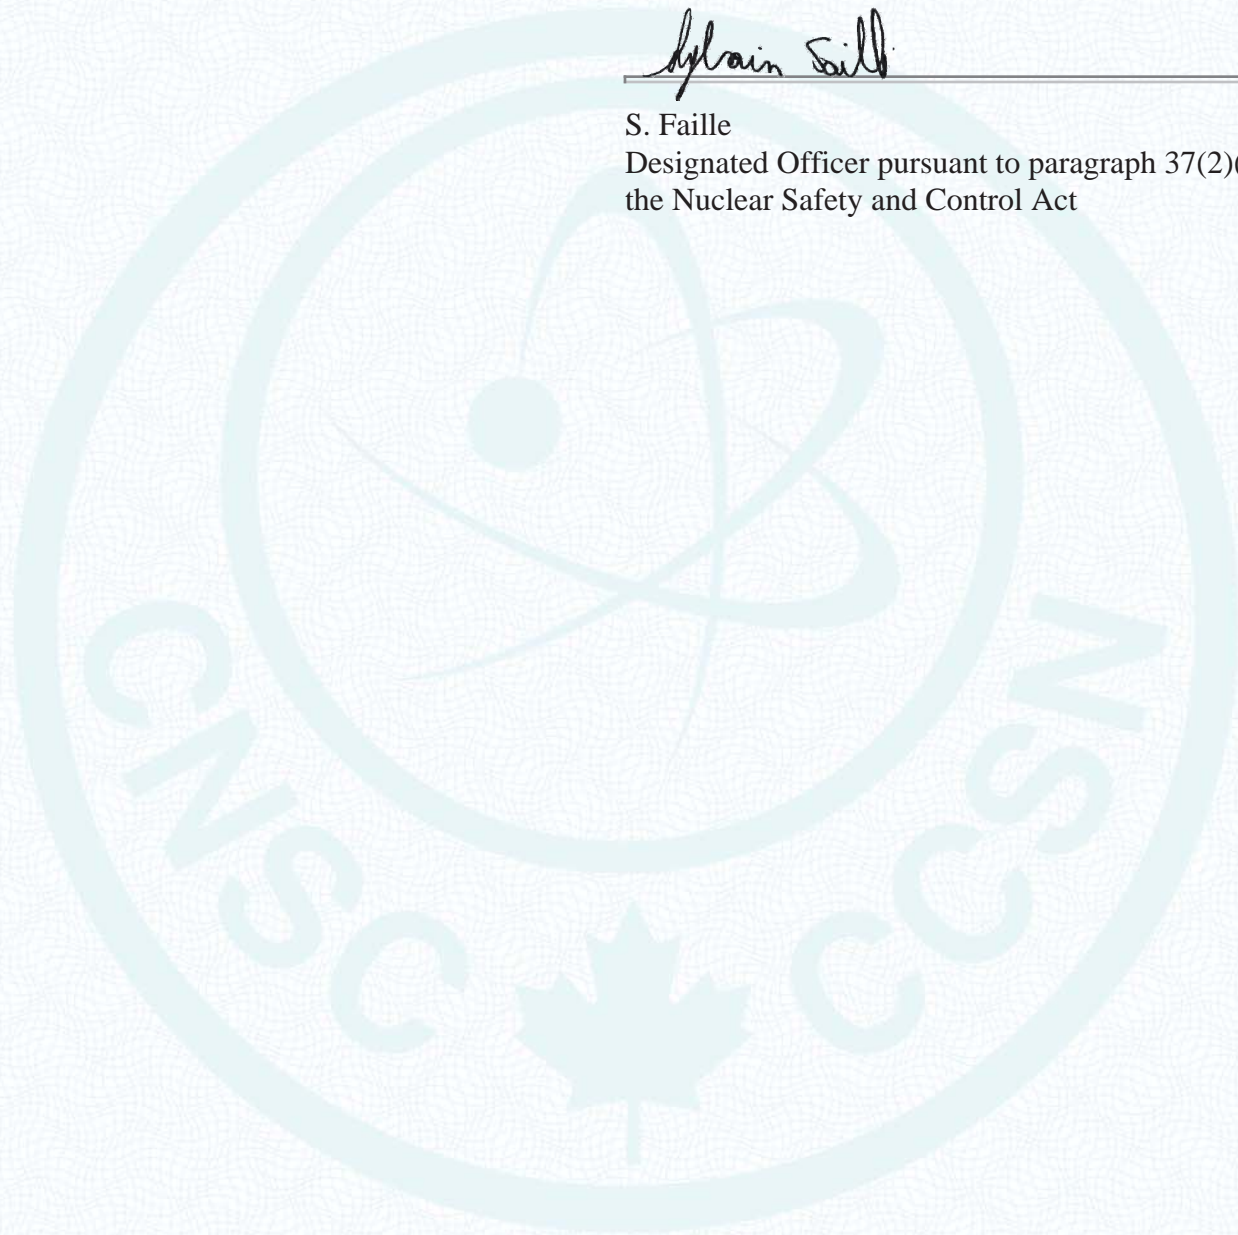 Sylvain Faille
S. Faille
Designated Officer pursuant to paragraph 37(2)(
the Nuclear Safety and Control Act
CNSC CCSN